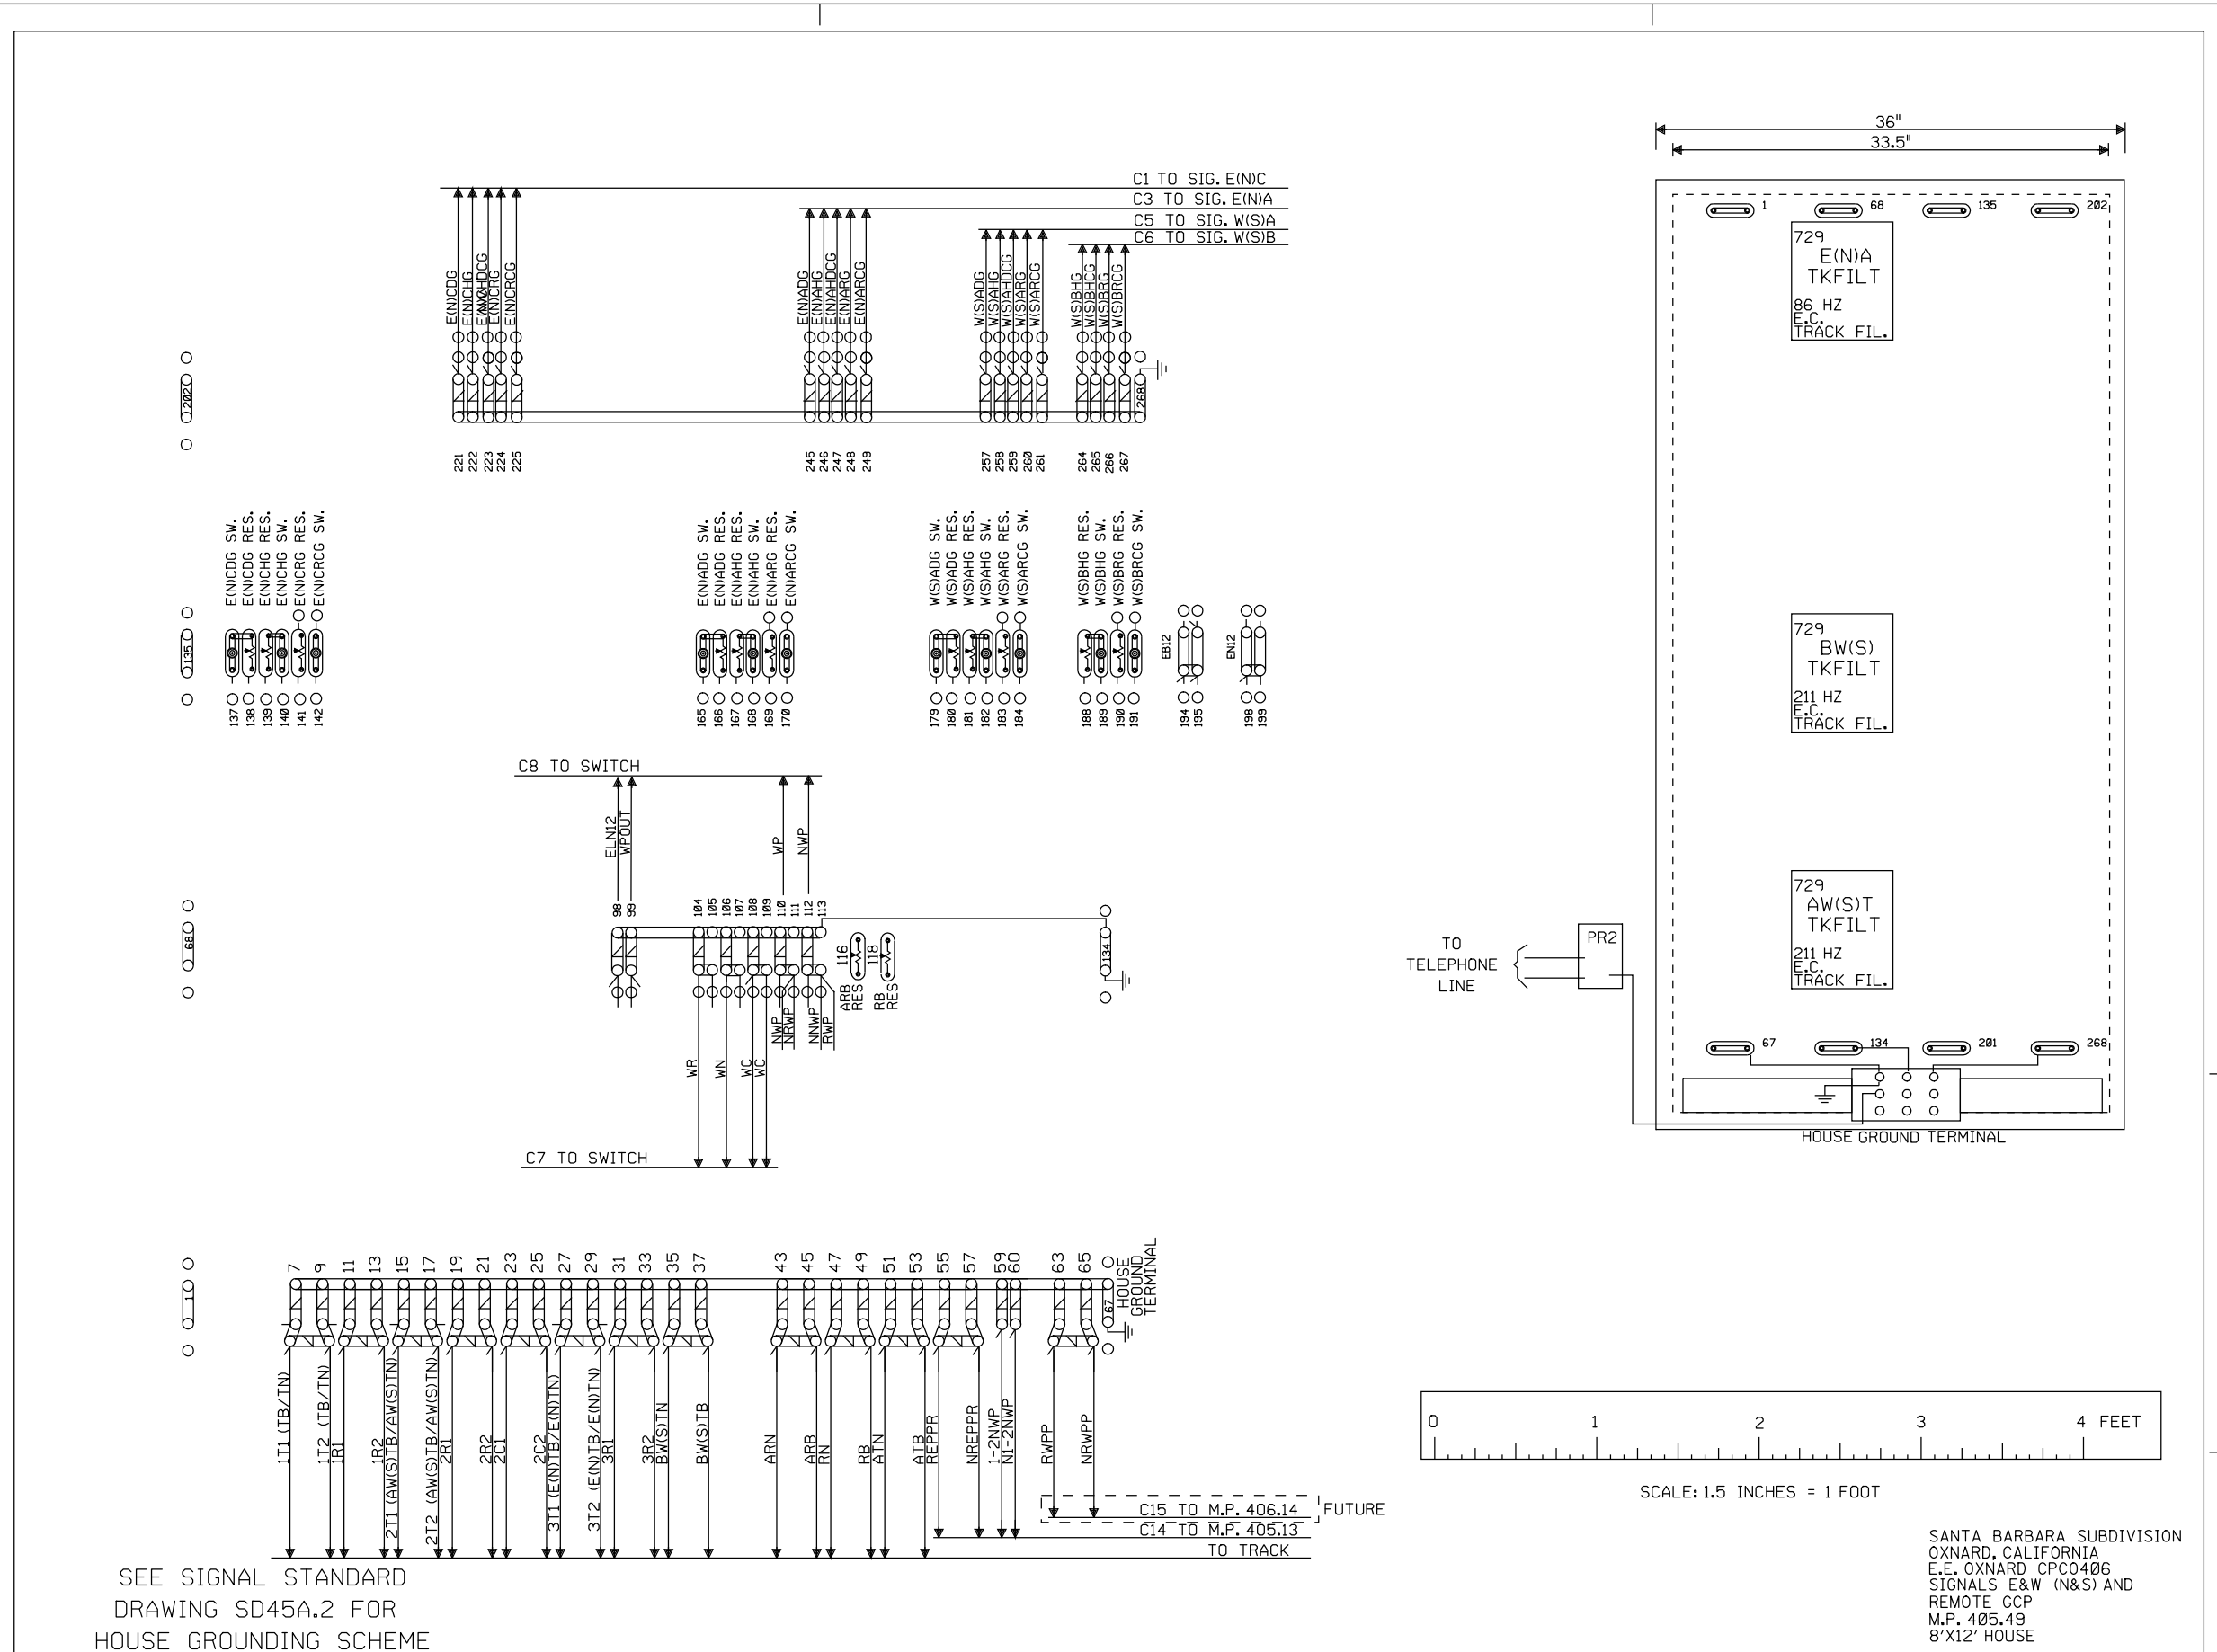 C1 TO SIG. E(N)C
C3 TO SIG. E(N)A
C5 TO SIG. W(S)A
C6 TO SIG. W(S)B
E(N)CDG
E(N)CHG
E(N)CRG
E(N)CRCG
E(N)ADG
E(N)AHG
E(N)AHDCG
E(N)ARG
E(N)ARCG
W(S)ADG
W(S)AHG
W(S)AHDCG
W(S)ARG
W(S)ARCG
W(S)BHG
W(S)BHCG
W(S)BRG
W(S)BRCG
202
268
221 222 223 224 225
245 246 247 248 249
257 258 259 260 261
264 265 266 267
E(N)CDG SW.
E(N)CDG RES.
E(N)CHG RES.
E(N)CHG SW.
E(N)CRG RES.
E(N)CRCG SW.
E(N)ADG SW.
E(N)ADG RES.
E(N)AHG RES.
E(N)AHG SW.
E(N)ARG RES.
E(N)ARCG SW.
W(S)ADG SW.
W(S)ADG RES.
W(S)AHG RES.
W(S)AHG SW.
W(S)ARG RES.
W(S)ARCG SW.
W(S)BHG RES.
W(S)BHG SW.
W(S)BRG RES.
W(S)BRCG SW.
EB12
EN12
135
137 138 139 140 141 142
165 166 167 168 169 170
179 180 181 182 183 184
188 189 190 191
194 195
198 199
C8 TO SWITCH
ELN12
WPOUT
WP
NWP
68
98 99
104 105 106 107 108 109 110 111 112 113
116
ARB
RES
118
RB
RES
134
NWP
NRWP
NNWP
RWP
WR
WN
WC
WC
C7 TO SWITCH
1
7 9 11 13 15 17 19 21 23 25 27 29 31 33 35 37
43 45 47 49 51 53 55 57 59 60 63 65
67
HOUSE
GROUND
TERMINAL
1T1 (TB/TN)
1T2 (TB/TN)
1R1
1R2
2T1 (AW(S)TB/AW(S)TN)
2T2 (AW(S)TB/AW(S)TN)
2R1
2R2
2C1
2C2
3T1 (E(N)TB/E(N)TN)
3T2 (E(N)TB/E(N)TN)
3R1
3R2
BW(S)TN
BW(S)TB
ARN
ARB
RN
RB
ATN
ATB
REPPR
NREPPR
1-2NWP
N1-2NWP
RWPP
NRWPP
C15 TO M.P. 406.14
FUTURE
C14 TO M.P. 405.13
TO TRACK
SEE SIGNAL STANDARD
DRAWING SD45A.2 FOR
HOUSE GROUNDING SCHEME
36"
33.5"
1
68
135
202
729
E(N)A
TKFILT
86 HZ
E.C.
TRACK FIL.
729
BW(S)
TKFILT
211 HZ
E.C.
TRACK FIL.
729
AW(S)T
TKFILT
211 HZ
E.C.
TRACK FIL.
TO
TELEPHONE
LINE
PR2
67
134
201
268
HOUSE GROUND TERMINAL
0 1 2 3 4 FEET
SCALE: 1.5 INCHES = 1 FOOT
SANTA BARBARA SUBDIVISION
OXNARD, CALIFORNIA
E.E. OXNARD CPCO406
SIGNALS E&W (N&S) AND
REMOTE GCP
M.P. 405.49
8'X12' HOUSE